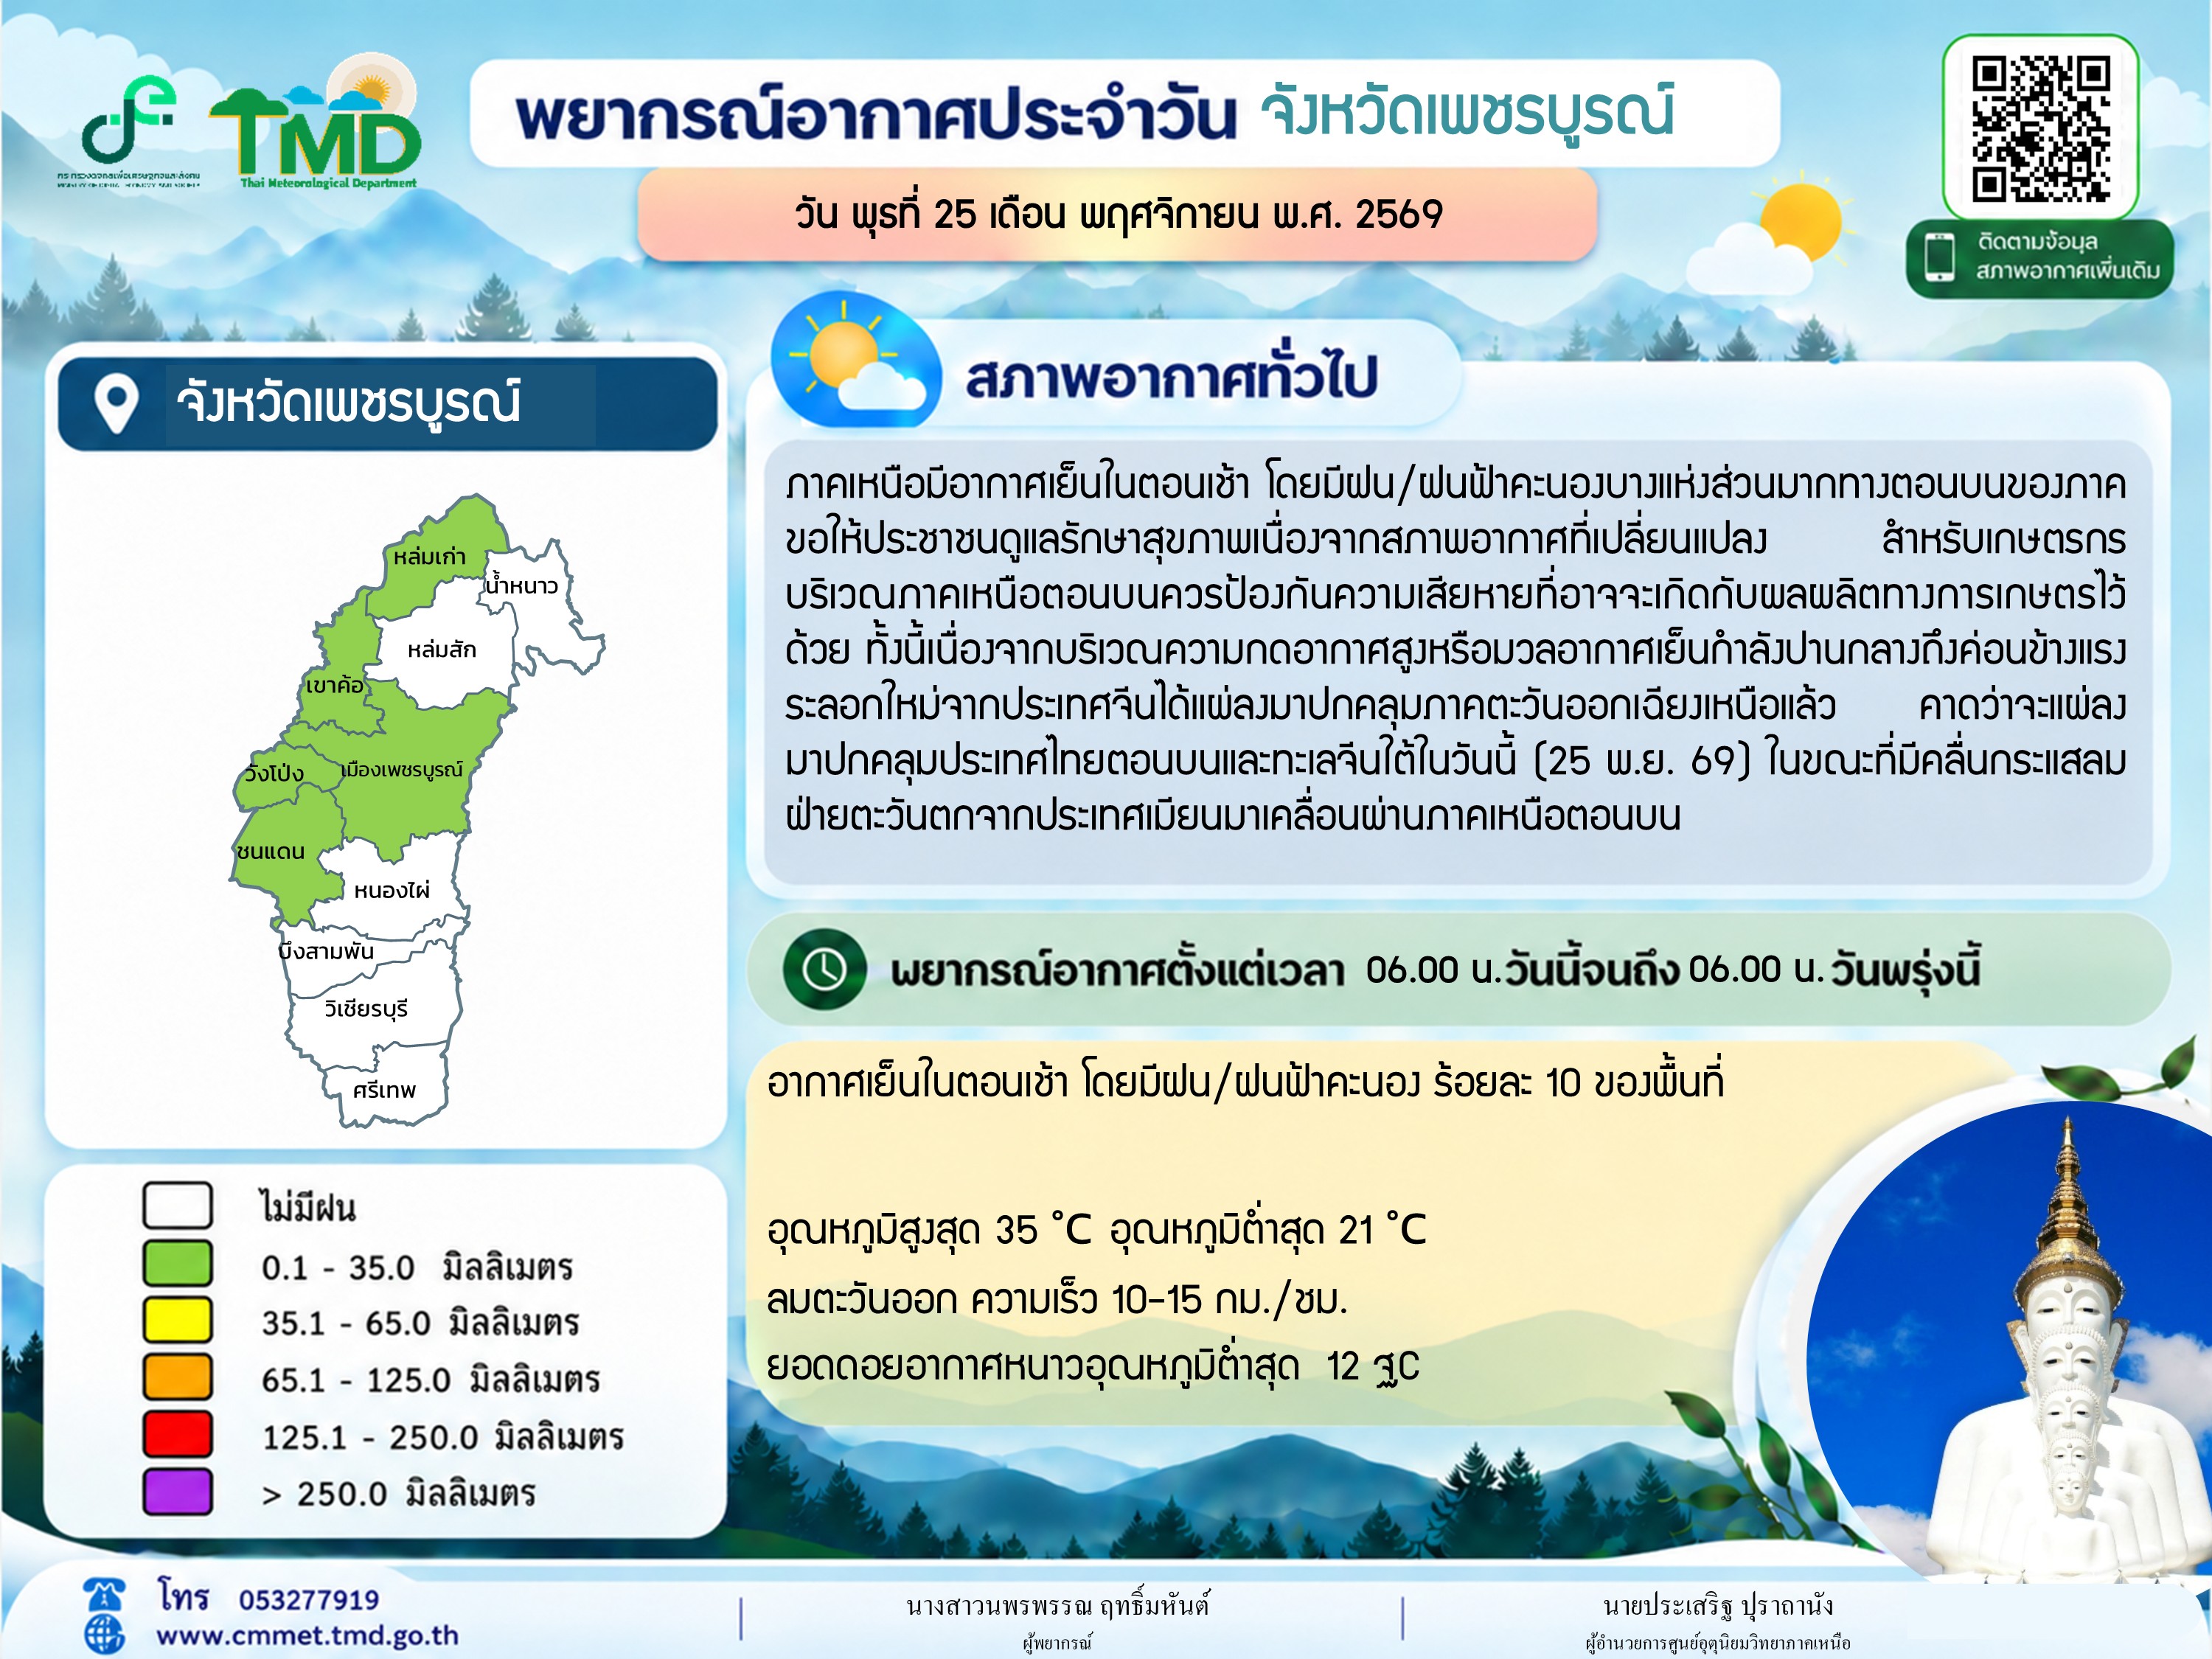 พยากรณ์อากาศประจำวัน จังหวัดเพชรบูรณ์
TMD
Thai Meteorological Department
วัน พุธที่ 25 เดือน พฤศจิกายน พ.ศ. 2569
สภาพอากาศเพิ่มเติม
จังหวัดเพชรบูรณ์
หล่มเก่า
น้ำหนาว
หล่มสัก
เขาค้อ
วังโป่ง
เมืองเพชรบูรณ์
ชนแดน
หนองไผ่
บึงสามพัน
วิเชียรบุรี
ศรีเทพ
ไม่มีฝน
0.1 - 35.0 มิลลิเมตร
35.1 - 65.0 มิลลิเมตร
65.1 - 125.0 มิลลิเมตร
125.1 - 250.0 มิลลิเมตร
> 250.0 มิลลิเมตร
สภาพอากาศทั่วไป
ภาคเหนือมีอากาศเย็นในตอนเช้า โดยมีฝน/ฝนฟ้าคะนองบางแห่งส่วนมากทางตอนบนของภาค
ขอให้ประชาชนดูแลรักษาสุขภาพเนื่องจากสภาพอากาศที่เปลี่ยนแปลง สำหรับเกษตรกร
บริเวณภาคเหนือตอนบนควรป้องกันความเสียหายที่อาจจะเกิดกับผลผลิตทางการเกษตรไว้
ด้วย ทั้งนี้เนื่องจากบริเวณความกดอากาศสูงหรือมวลอากาศเย็นกำลังปานกลางถึงค่อนข้างแรง
ระลอกใหม่จากประเทศจีนได้แผ่ลงมาปกคลุมภาคตะวันออกเฉียงเหนือแล้ว คาดว่าจะแผ่ลง
มาปกคลุมประเทศไทยตอนบนและทะเลจีนใต้ในวันนี้ (25 พ.ย. 69) ในขณะที่มีคลื่นกระแสลม
ฝ่ายตะวันตกจากประเทศเมียนมาเคลื่อนผ่านภาคเหนือตอนบน
พยากรณ์อากาศตั้งแต่เวลา 06.00 น. วันนี้จนถึง 06.00 น. วันพรุ่งนี้
อากาศเย็นในตอนเช้า โดยมีฝน/ฝนฟ้าคะนอง ร้อยละ 10 ของพื้นที่
อุณหภูมิสูงสุด 35 °C อุณหภูมิต่ำสุด 21 °C
ลมตะวันออก ความเร็ว 10-15 กม./ชม.
ยอดดอยอากาศหนาวอุณหภูมิต่ำสุด 12 ฐC
โทร 053277919
www.cmmet.tmd.go.th
นางสาวนพรพรรณ ฤทธิ์มหันต์
ผู้พยากรณ์
นายประเสริฐ ปุราถานัง
ผู้อำนวยการศูนย์อุตุนิยมวิทยาภาคเหนือ